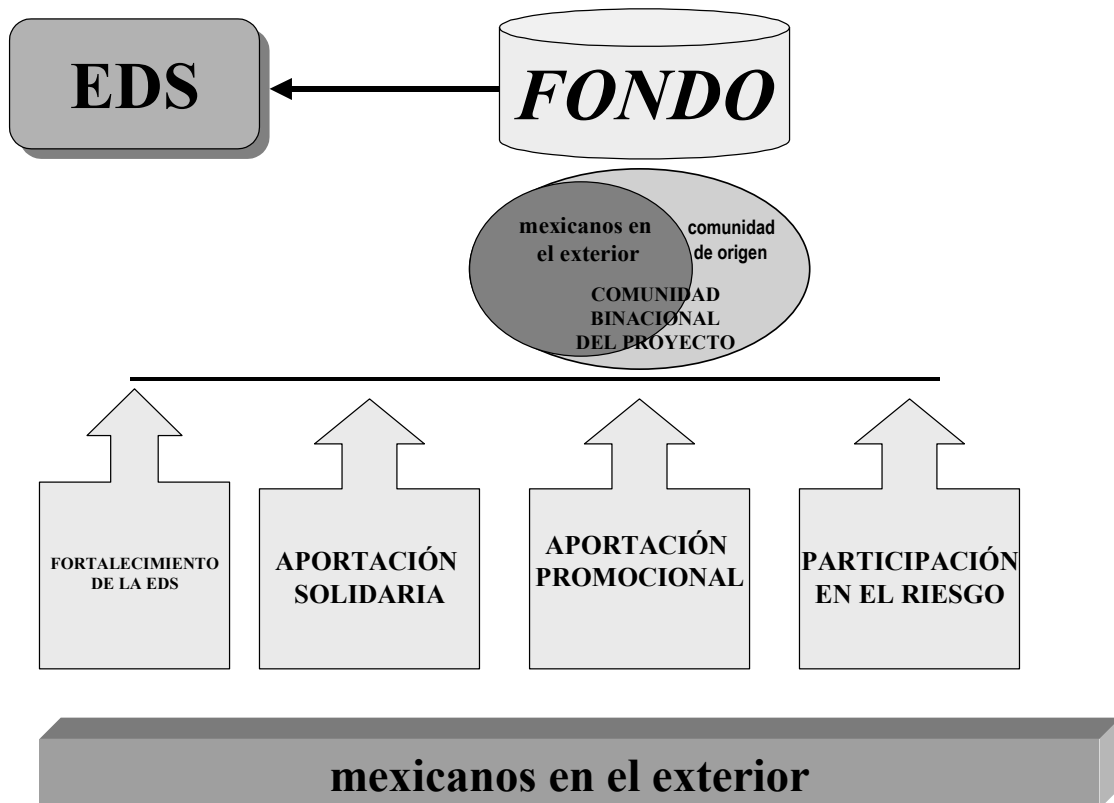 EDS
FONDO
mexicanos en
el exterior
comunidad
de origen
COMUNIDAD
BINACIONAL
DEL PROYECTO
FORTALECIMIENTO
DE LA EDS
APORTACIÓN
SOLIDARIA
APORTACIÓN
PROMOCIONAL
PARTICIPACIÓN
EN EL RIESGO
mexicanos en el exterior